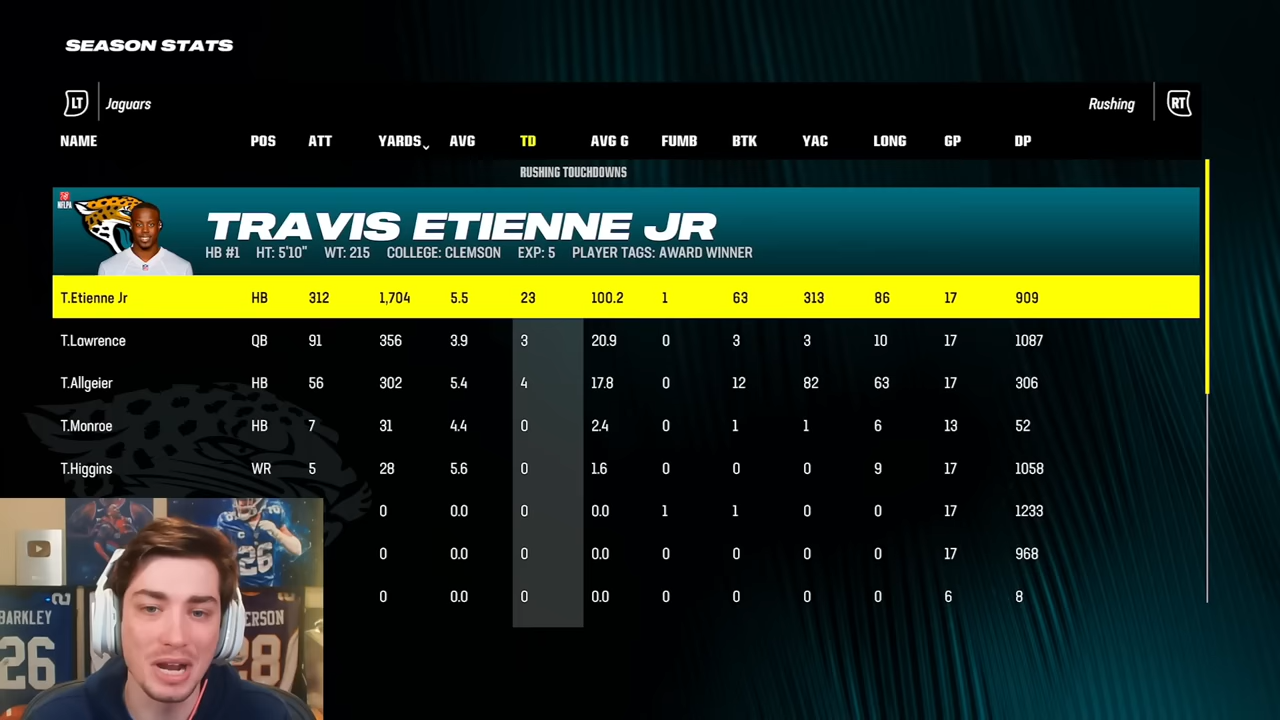 SEASON STATS
LT Jaguars Rushing RT
NAME POS ATT YARDS AVG TD AVG G FUMB BTK YAC LONG GP DP
RUSHING TOUCHDOWNS
NFLPA
TRAVIS ETIENNE JR
HB #1 HT: 5'10" WT: 215 COLLEGE: CLEMSON EXP: 5 PLAYER TAGS: AWARD WINNER
T.Etienne Jr HB 312 1,704 5.5 23 100.2 1 63 313 86 17 909
T.Lawrence QB 91 356 3.9 3 20.9 0 3 3 10 17 1087
T.Allgeier HB 56 302 5.4 4 17.8 0 12 82 63 17 306
T.Monroe HB 7 31 4.4 0 2.4 0 1 1 6 13 52
T.Higgins WR 5 28 5.6 0 1.6 0 0 0 9 17 1058
0 0.0 0 0.0 1 1 0 0 17 1233
0 0.0 0 0.0 0 0 0 0 17 968
0 0.0 0 0.0 0 0 0 0 6 8
26
BARKLEY
26
ERSON
28